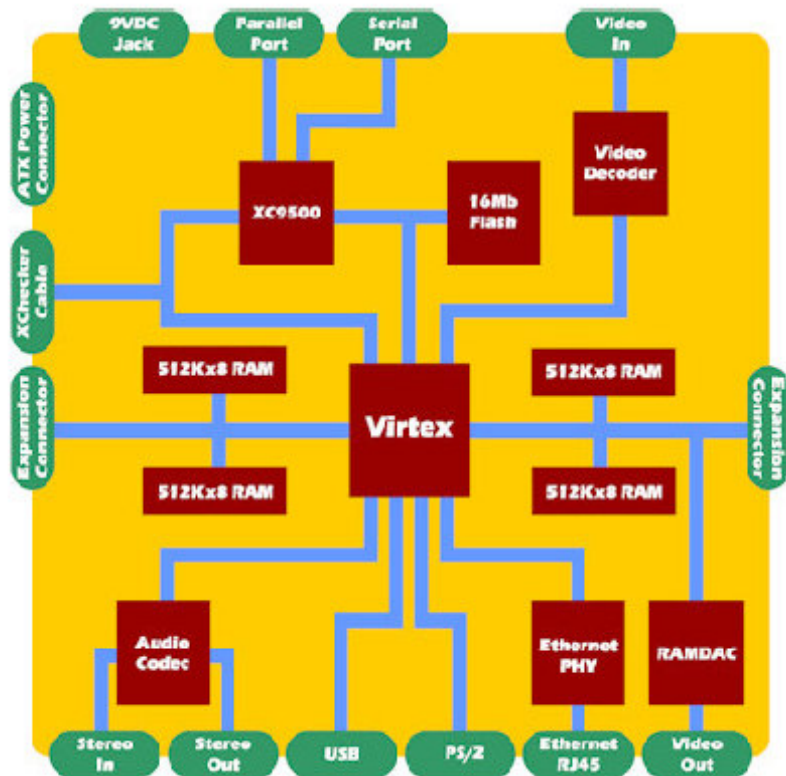 9VDC
Jack
Parallel
Port
Serial
Port
Video
In
ATX Power
Connector
Video
Decoder
XC9500
16Mb
Flash
XChecker
Cable
512Kx8 RAM
512Kx8 RAM
Expansion
Connector
Virtex
Expansion
Connector
512Kx8 RAM
512Kx8 RAM
Audio
Codec
Ethernet
PHY
RAMDAC
Stereo
In
Stereo
Out
USB
PS/2
Ethernet
RJ45
Video
Out